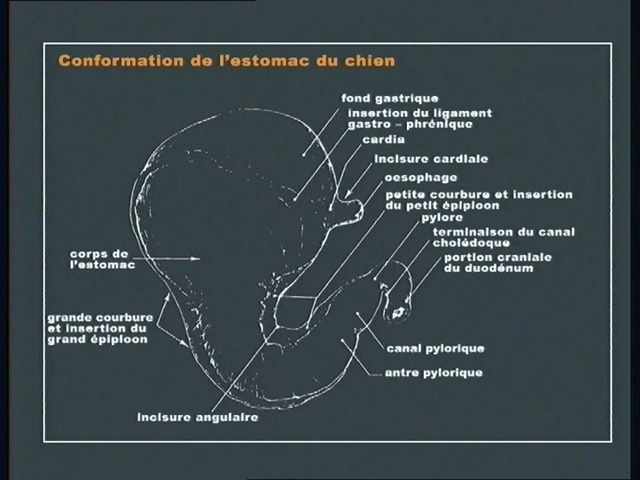 Conformation de l'estomac du chien
fond gastrique
insertion du ligament
gastro – phrénique
cardia
incisure cardiale
oesophage
petite courbure et insertion
du petit épiploon
pylore
terminaison du canal
cholédoque
portion craniale
du duodénum
corps de
l'estomac
grande courbure
et insertion du
grand épiploon
canal pylorique
antre pylorique
incisure angulaire